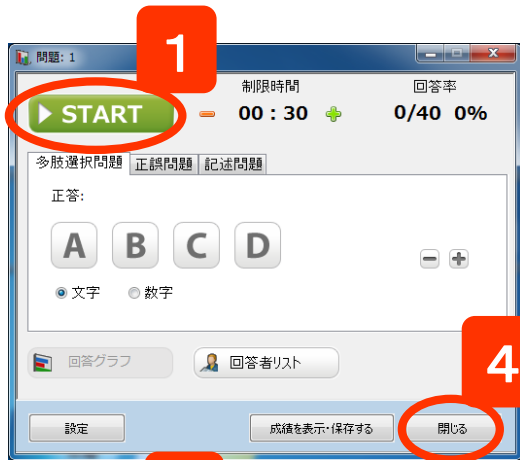 1
問題: 1
制限時間
回答率
START
00 : 30
0/40 0%
多肢選択問題 正誤問題 記述問題
正答:
A B C D
文字 数字
回答グラフ 回答者リスト
4
設定 成績を表示・保存する 閉じる